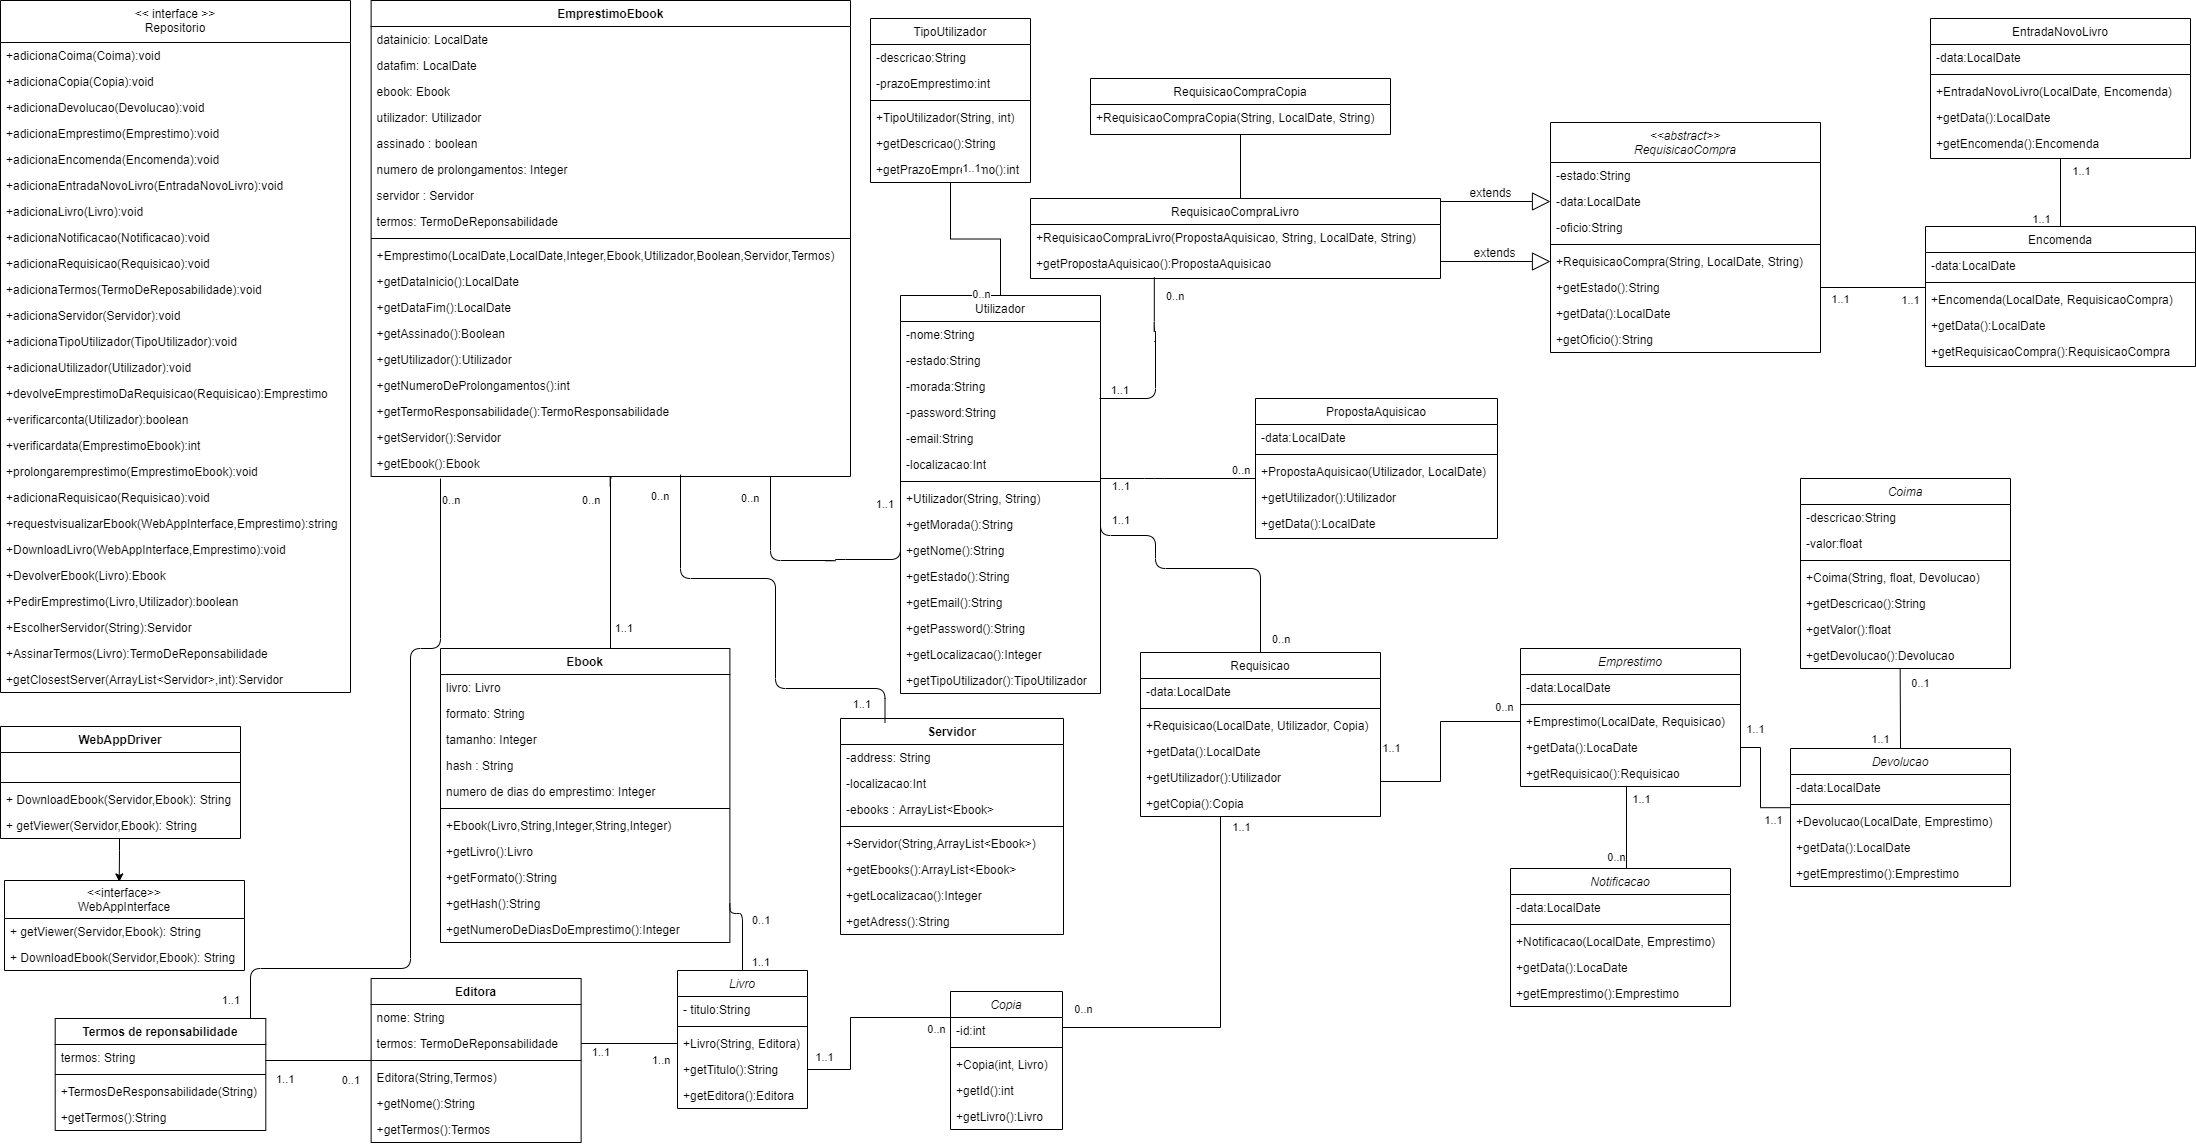 << interface >>
Repositorio
+adicionaCoima(Coima):void
+adicionaCopia(Copia):void
+adicionaDevolucao(Devolucao):void
+adicionaEmprestimo(Emprestimo):void
+adicionaEncomenda(Encomenda):void
+adicionaEntradaNovoLivro(EntradaNovoLivro):void
+adicionaLivro(Livro):void
+adicionaNotificacao(Notificacao):void
+adicionaRequisicao(Requisicao):void
+adicionaTermos(TermoDeReposabilidade):void
+adicionaServidor(Servidor):void
+adicionaTipoUtilizador(TipoUtilizador):void
+adicionaUtilizador(Utilizador):void
+devolveEmprestimoDaRequisicao(Requisicao):Emprestimo
+verificarconta(Utilizador):boolean
+verificardata(EmprestimoEbook):int
+prolongaremprestimo(EmprestimoEbook):void
+adicionaRequisicao(Requisicao):void
+requestvisualizarEbook(WebAppInterface,Emprestimo):string
+DownloadLivro(WebAppInterface,Emprestimo):void
+DevolverEbook(Livro):Ebook
+PedirEmprestimo(Livro,Utilizador):boolean
+EscolherServidor(String):Servidor
+AssinarTermos(Livro):TermoDeReponsabilidade
+getClosestServer(ArrayList<Servidor>,int):Servidor
EmprestimoEbook
datainicio: LocalDate
datafim: LocalDate
ebook: Ebook
utilizador: Utilizador
assinado : boolean
numero de prolongamentos: Integer
servidor : Servidor
termos: TermoDeReponsabilidade
+Emprestimo(LocalDate,LocalDate,Integer,Ebook,Utilizador,Boolean,Servidor,Termos)
+getDataInicio():LocalDate
+getDataFim():LocalDate
+getAssinado():Boolean
+getUtilizador():Utilizador
+getNumeroDeProlongamentos():int
+getTermoResponsabilidade():TermoResponsabilidade
+getServidor():Servidor
+getEbook():Ebook
0..n
0..n
0..n
0..n
TipoUtilizador
-descricao:String
-prazoEmprestimo:int
+TipoUtilizador(String, int)
+getDescricao():String
+getPrazoEmpr
1..1
mo():int
0..n
Utilizador
-nome:String
-estado:String
-morada:String
-password:String
-email:String
-localizacao:Int
+Utilizador(String, String)
+getMorada():String
+getNome():String
+getEstado():String
+getEmail():String
+getPassword():String
+getLocalizacao():Integer
+getTipoUtilizador():TipoUtilizador
1..1
1..1
1..1
1..1
RequisicaoCompraCopia
+RequisicaoCompraCopia(String, LocalDate, String)
RequisicaoCompraLivro
+RequisicaoCompraLivro(PropostaAquisicao, String, LocalDate, String)
+getPropostaAquisicao():PropostaAquisicao
0..n
extends
extends
<<abstract>>
RequisicaoCompra
-estado:String
-data:LocalDate
-oficio:String
+RequisicaoCompra(String, LocalDate, String)
+getEstado():String
+getData():LocalDate
+getOficio():String
1..1
1..1
EntradaNovoLivro
-data:LocalDate
+EntradaNovoLivro(LocalDate, Encomenda)
+getData():LocalDate
+getEncomenda():Encomenda
1..1
1..1
Encomenda
-data:LocalDate
+Encomenda(LocalDate, RequisicaoCompra)
+getData():LocalDate
+getRequisicaoCompra():RequisicaoCompra
PropostaAquisicao
-data:LocalDate
+PropostaAquisicao(Utilizador, LocalDate)
+getUtilizador():Utilizador
+getData():LocalDate
0..n
Coima
-descricao:String
-valor:float
+Coima(String, float, Devolucao)
+getDescricao():String
+getValor():float
+getDevolucao():Devolucao
0..1
1..1
Devolucao
-data:LocalDate
+Devolucao(LocalDate, Emprestimo)
+getData():LocalDate
+getEmprestimo():Emprestimo
1..1
1..1
Emprestimo
-data:LocalDate
+Emprestimo(LocalDate, Requisicao)
+getData():LocaDate
+getRequisicao():Requisicao
0..n
1..1
0..n
Notificacao
-data:LocalDate
+Notificacao(LocalDate, Emprestimo)
+getData():LocaDate
+getEmprestimo():Emprestimo
0..n
Requisicao
-data:LocalDate
+Requisicao(LocalDate, Utilizador, Copia)
+getData():LocalDate
+getUtilizador():Utilizador
+getCopia():Copia
1..1
1..1
1..1
Ebook
livro: Livro
formato: String
tamanho: Integer
hash : String
numero de dias do emprestimo: Integer
+Ebook(Livro,String,Integer,String,Integer)
+getLivro():Livro
+getFormato():String
+getHash():String
+getNumeroDeDiasDoEmprestimo():Integer
0..1
1..1
1..1
Servidor
-address: String
-localizacao:Int
-ebooks : ArrayList<Ebook>
+Servidor(String,ArrayList<Ebook>)
+getEbooks():ArrayList<Ebook>
+getLocalizacao():Integer
+getAdress():String
WebAppDriver
+ DownloadEbook(Servidor,Ebook): String
+ getViewer(Servidor,Ebook): String
<<interface>>
WebAppInterface
+ getViewer(Servidor,Ebook): String
+ DownloadEbook(Servidor,Ebook): String
1..1
Termos de reponsabilidade
termos: String
+TermosDeResponsabilidade(String)
+getTermos():String
1..1
0..1
Editora
nome: String
termos: TermoDeReponsabilidade
Editora(String,Termos)
+getNome():String
+getTermos():Termos
1..1
1..n
Livro
- titulo:String
+Livro(String, Editora)
+getTitulo():String
+getEditora():Editora
1..1
0..n
Copia
-id:int
+Copia(int, Livro)
+getId():int
+getLivro():Livro
0..n